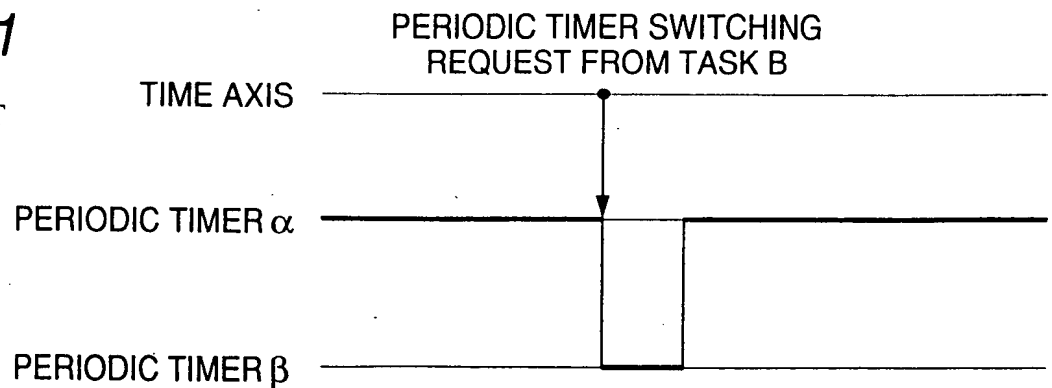 1
PERIODIC TIMER SWITCHING
REQUEST FROM TASK B
TIME AXIS
PERIODIC TIMER α
PERIODIC TIMER β